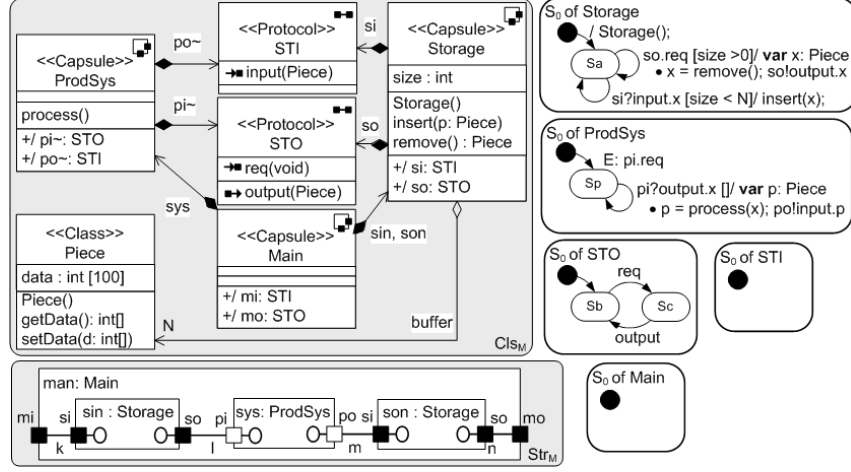 <<Capsule>>
ProdSys
process()
+/ pi~: STO
+/ po~: STI
po~
<<Protocol>>
STI
input(Piece)
si
pi~
<<Protocol>>
STO
req(void)
output(Piece)
so
<<Capsule>>
Storage
size : int
Storage()
insert(p: Piece)
remove() : Piece
+/ si: STI
+/ so: STO
sys
<<Class>>
Piece
data : int [100]
Piece()
getData(): int[]
setData(d: int[])
N
<<Capsule>>
Main
+/ mi: STI
+/ mo: STO
sin, son
buffer
ClsM
man: Main
mi
si
sin : Storage
so
pi
sys: ProdSys
po
si
son : Storage
so
mo
k
l
m
n
StrM
S0 of Storage
/ Storage();
Sa
so.req [size >0]/ var x: Piece
• x = remove(); so!output.x
si?input.x [size < N]/ insert(x);
S0 of ProdSys
E: pi.req
Sp
pi?output.x []/ var p: Piece
• p = process(x); po!input.p
S0 of STO
req
Sb
Sc
output
S0 of STI
S0 of Main